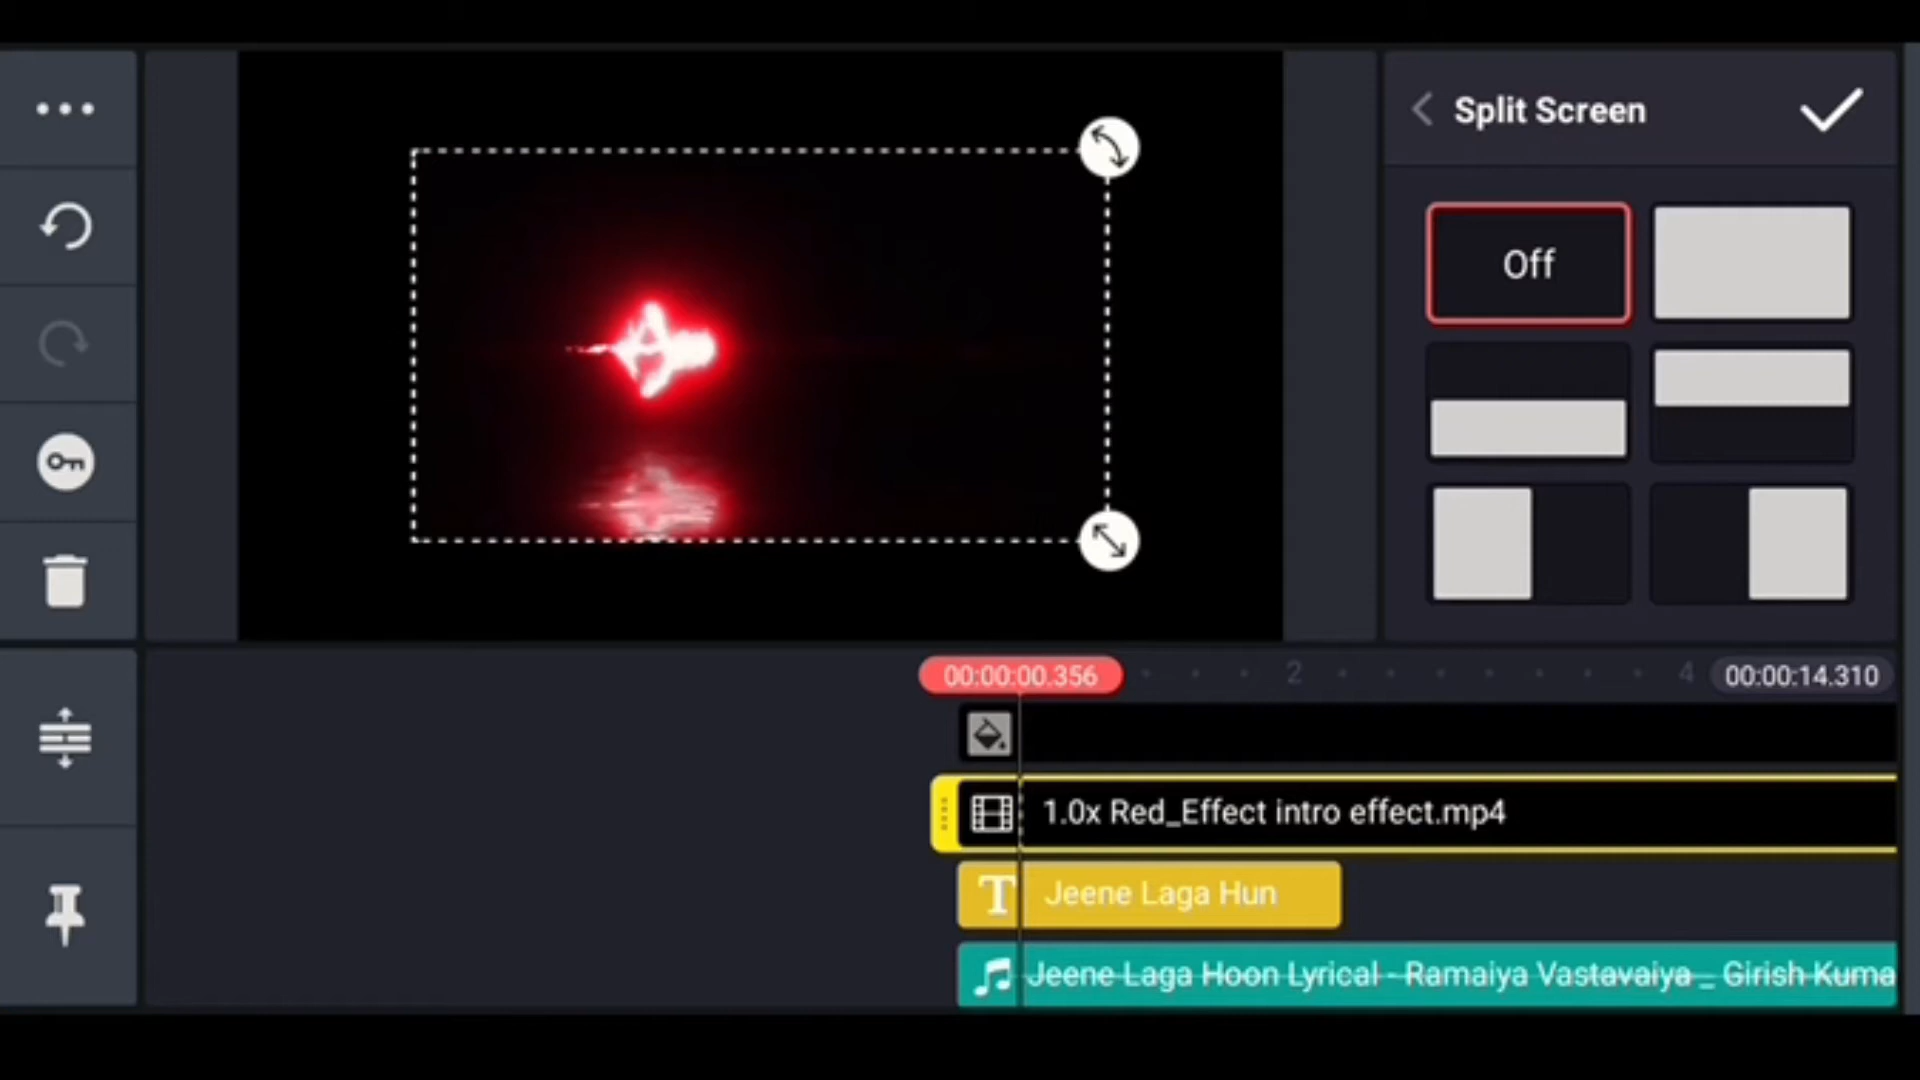 Split Screen
Off
00:00:00.356
2
4
00:00:14.310
1.0x Red_Effect intro effect.mp4
T Jeene Laga Hun
Jeene Laga Hoon Lyrical - Ramaiya Vastavaiya _ Girish Kuma